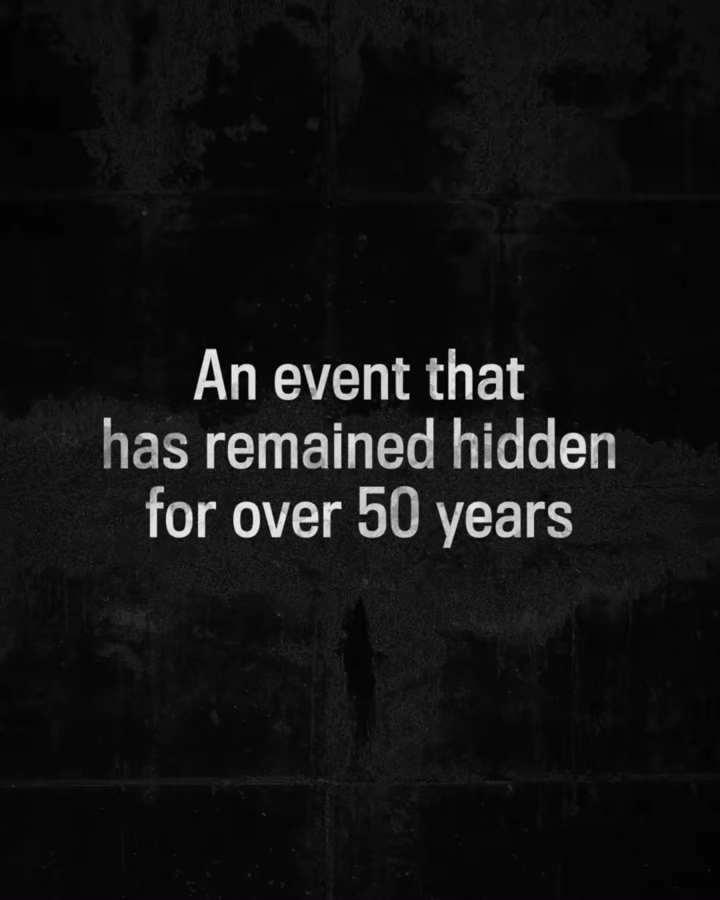 An event that
has remained hidden
for over 50 years